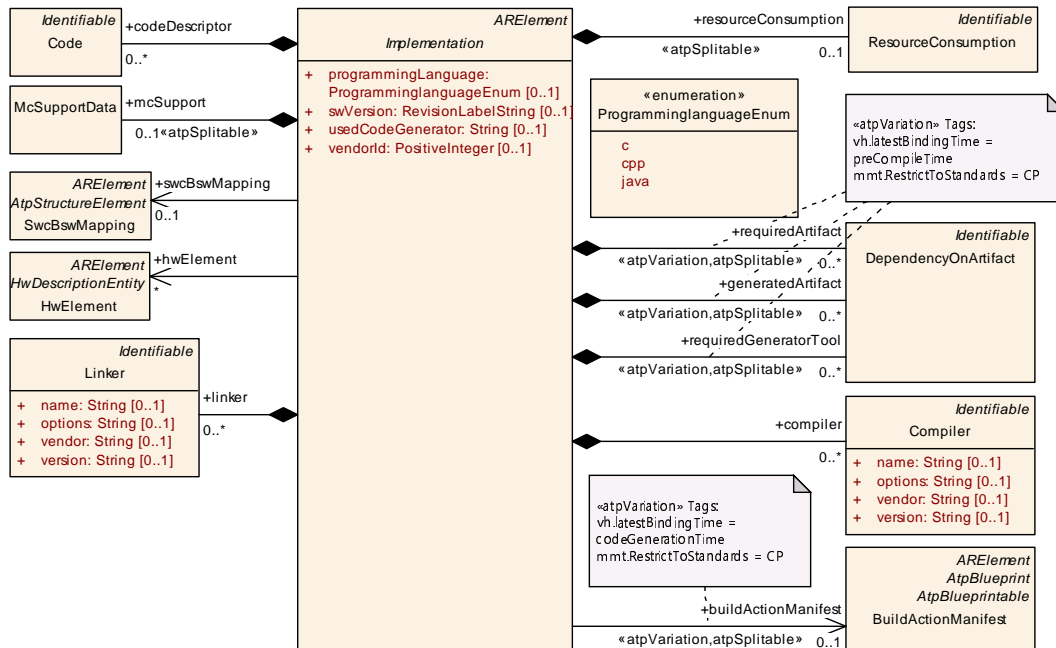 Identifiable
Code
+codeDescriptor
0..*
McSupportData
+mcSupport
0..1 «atpSplitable»
ARElement
AtpStructureElement
SwcBswMapping
+swcBswMapping
0..1
ARElement
HwDescriptionEntity
HwElement
+hwElement
*
Identifiable
Linker
+ name: String [0..1]
+ options: String [0..1]
+ vendor: String [0..1]
+ version: String [0..1]
+linker
0..*
ARElement
Implementation
+ programmingLanguage:
ProgramminglanguageEnum [0..1]
+ swVersion: RevisionLabelString [0..1]
+ usedCodeGenerator: String [0..1]
+ vendorId: PositiveInteger [0..1]
+resourceConsumption
«atpSplitable»
0..1
Identifiable
ResourceConsumption
«enumeration»
ProgramminglanguageEnum
c
cpp
java
«atpVariation» Tags:
vh.latestBindingTime =
preCompileTime
mmt.RestrictToStandards = CP
+requiredArtifact
«atpVariation,atpSplitable» 0..*
+generatedArtifact
«atpVariation,atpSplitable» 0..*
+requiredGeneratorTool
«atpVariation,atpSplitable» 0..*
Identifiable
DependencyOnArtifact
+compiler
0..*
Identifiable
Compiler
+ name: String [0..1]
+ options: String [0..1]
+ vendor: String [0..1]
+ version: String [0..1]
«atpVariation» Tags:
vh.latestBindingTime =
codeGenerationTime
mmt.RestrictToStandards = CP
+buildActionManifest
«atpVariation,atpSplitable» 0..1
ARElement
AtpBlueprint
AtpBlueprintable
BuildActionManifest